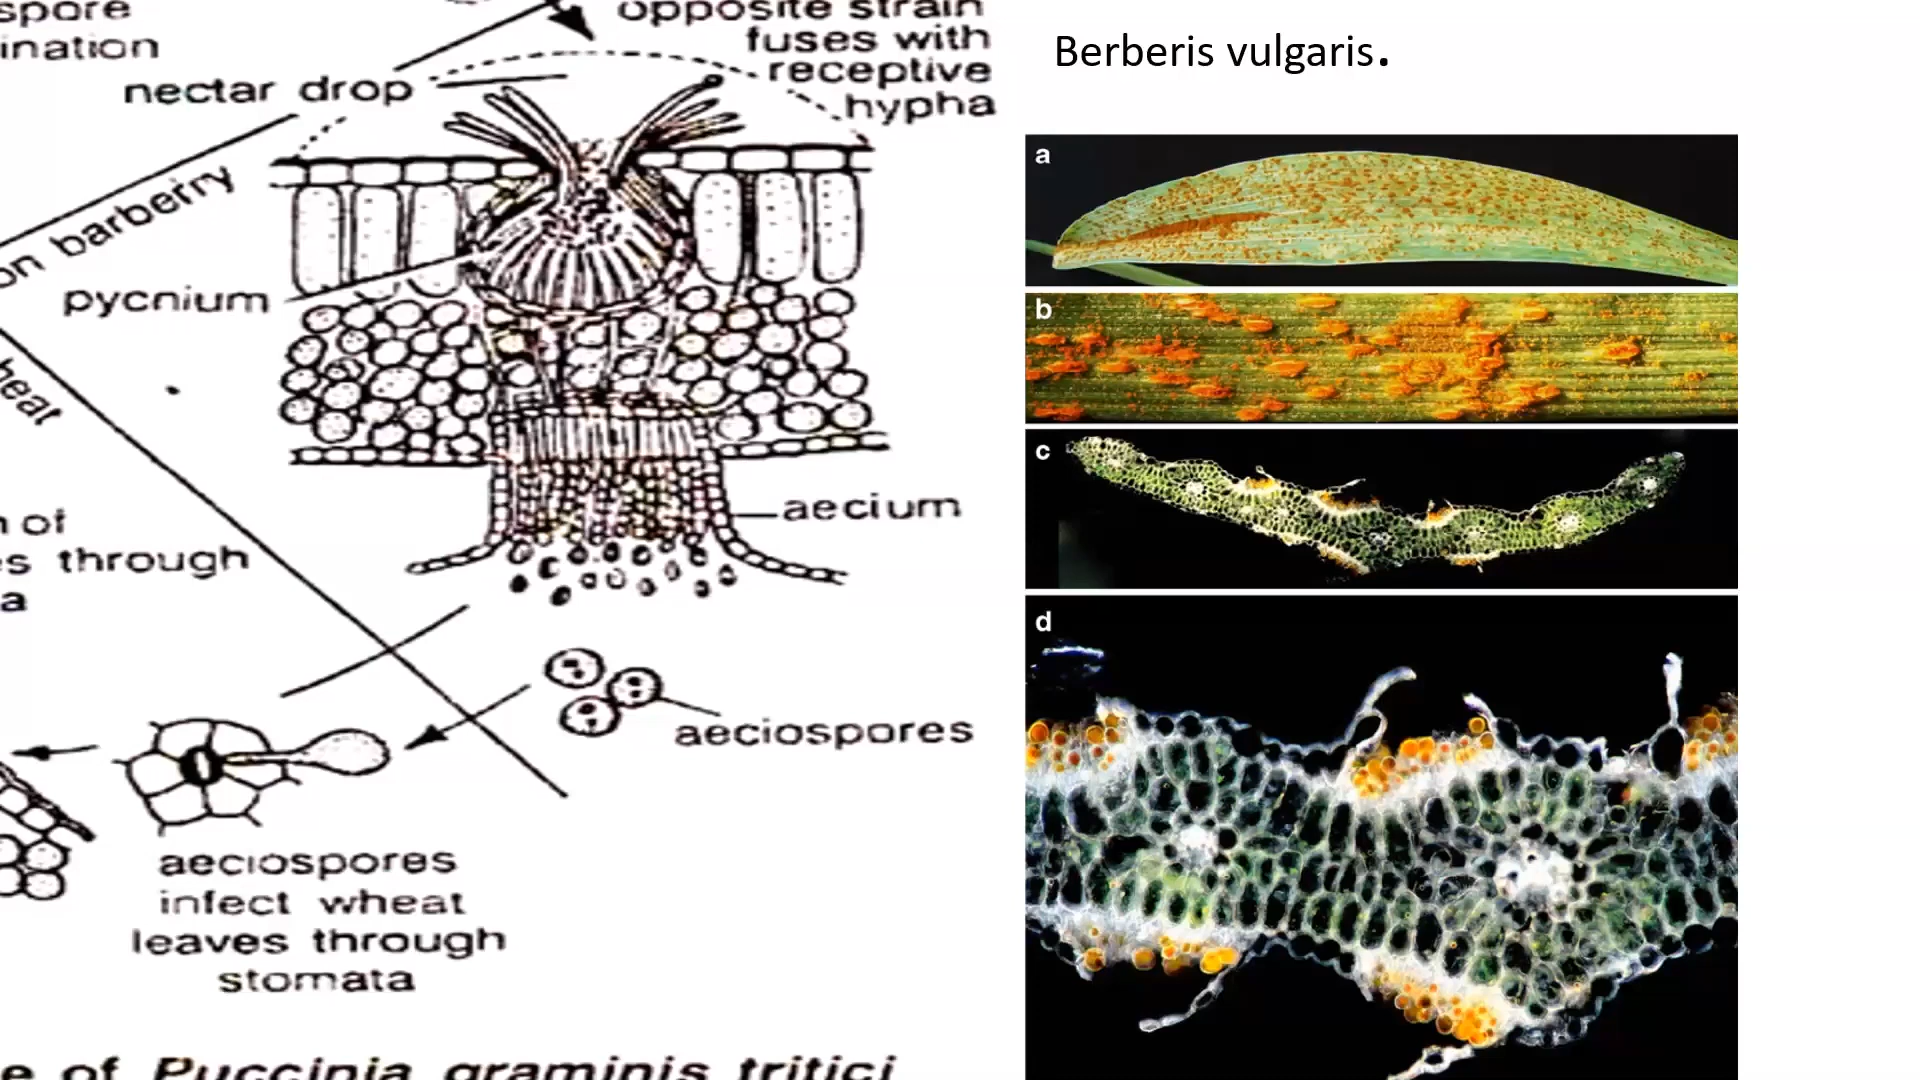 spore
ination
opposite strain
fuses with
receptive
hypha
nectar drop
on barberry
pycnium
heat
n of
es through
a
aecium
aeciospores
aeciospores
infect wheat
leaves through
stomata
e of Puccinia graminis tritici
Berberis vulgaris.
a
b
c
d